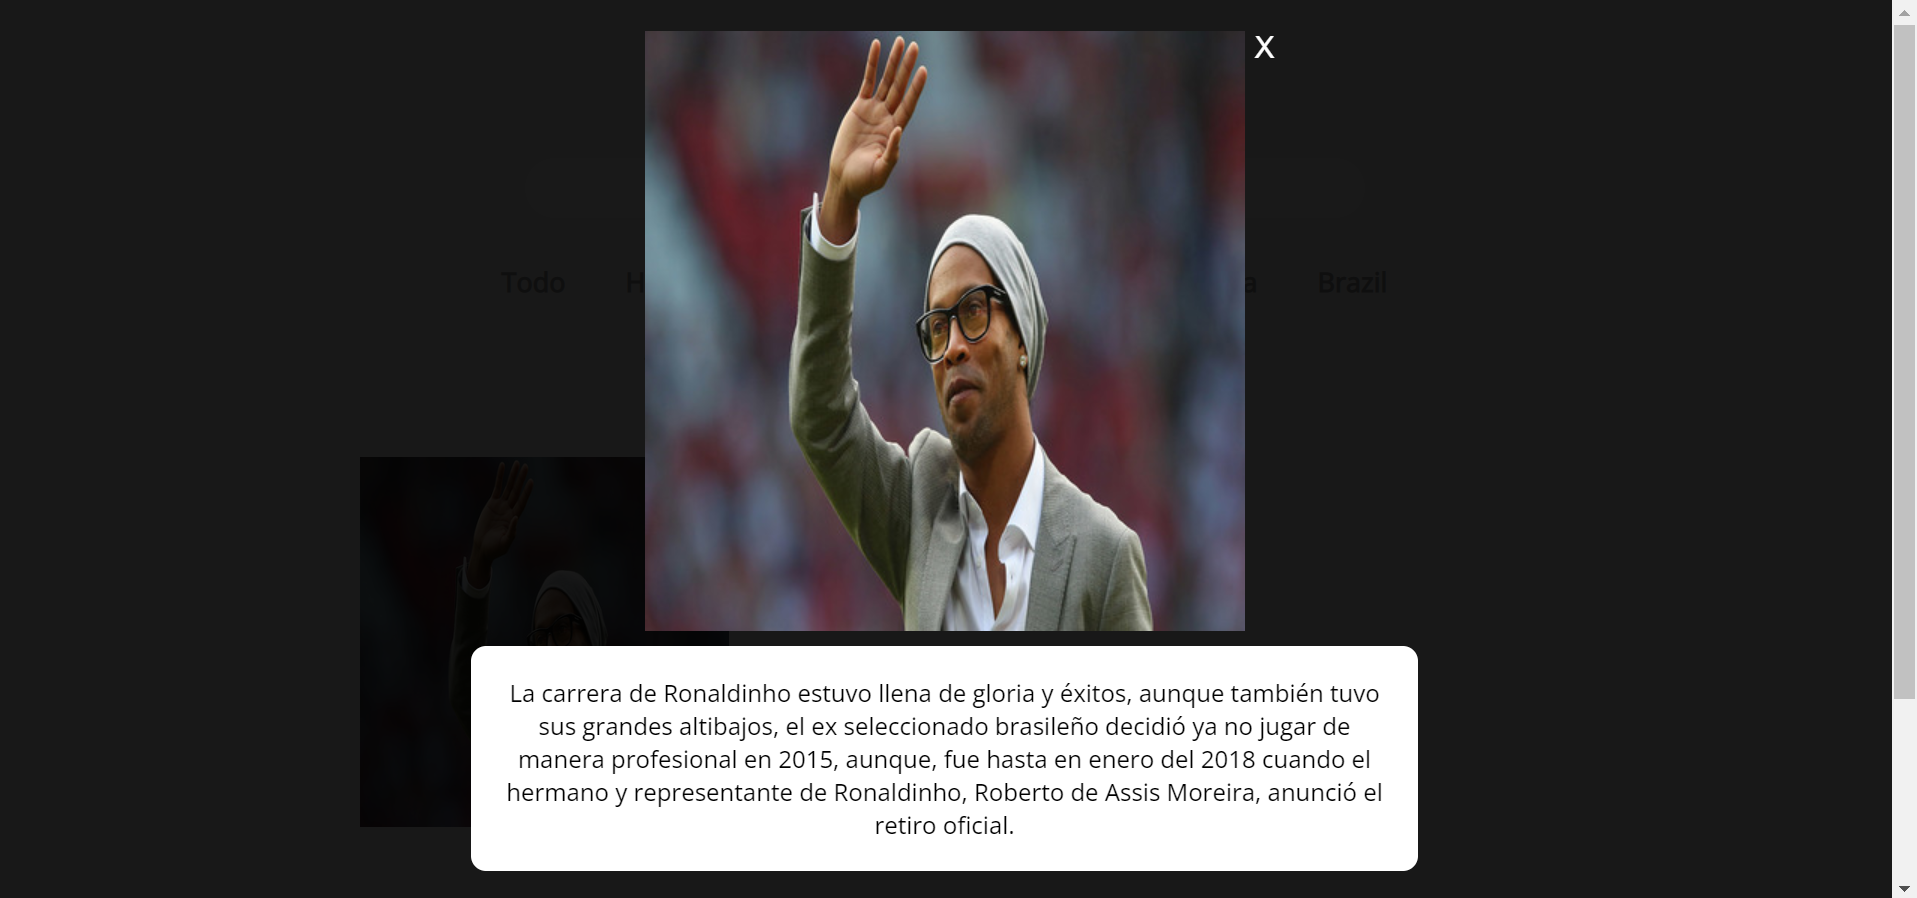 X
Todo
Brazil
La carrera de Ronaldinho estuvo llena de gloria y éxitos, aunque también tuvo
sus grandes altibajos, el ex seleccionado brasileño decidió ya no jugar de
manera profesional en 2015, aunque, fue hasta en enero del 2018 cuando el
hermano y representante de Ronaldinho, Roberto de Assis Moreira, anunció el
retiro oficial.